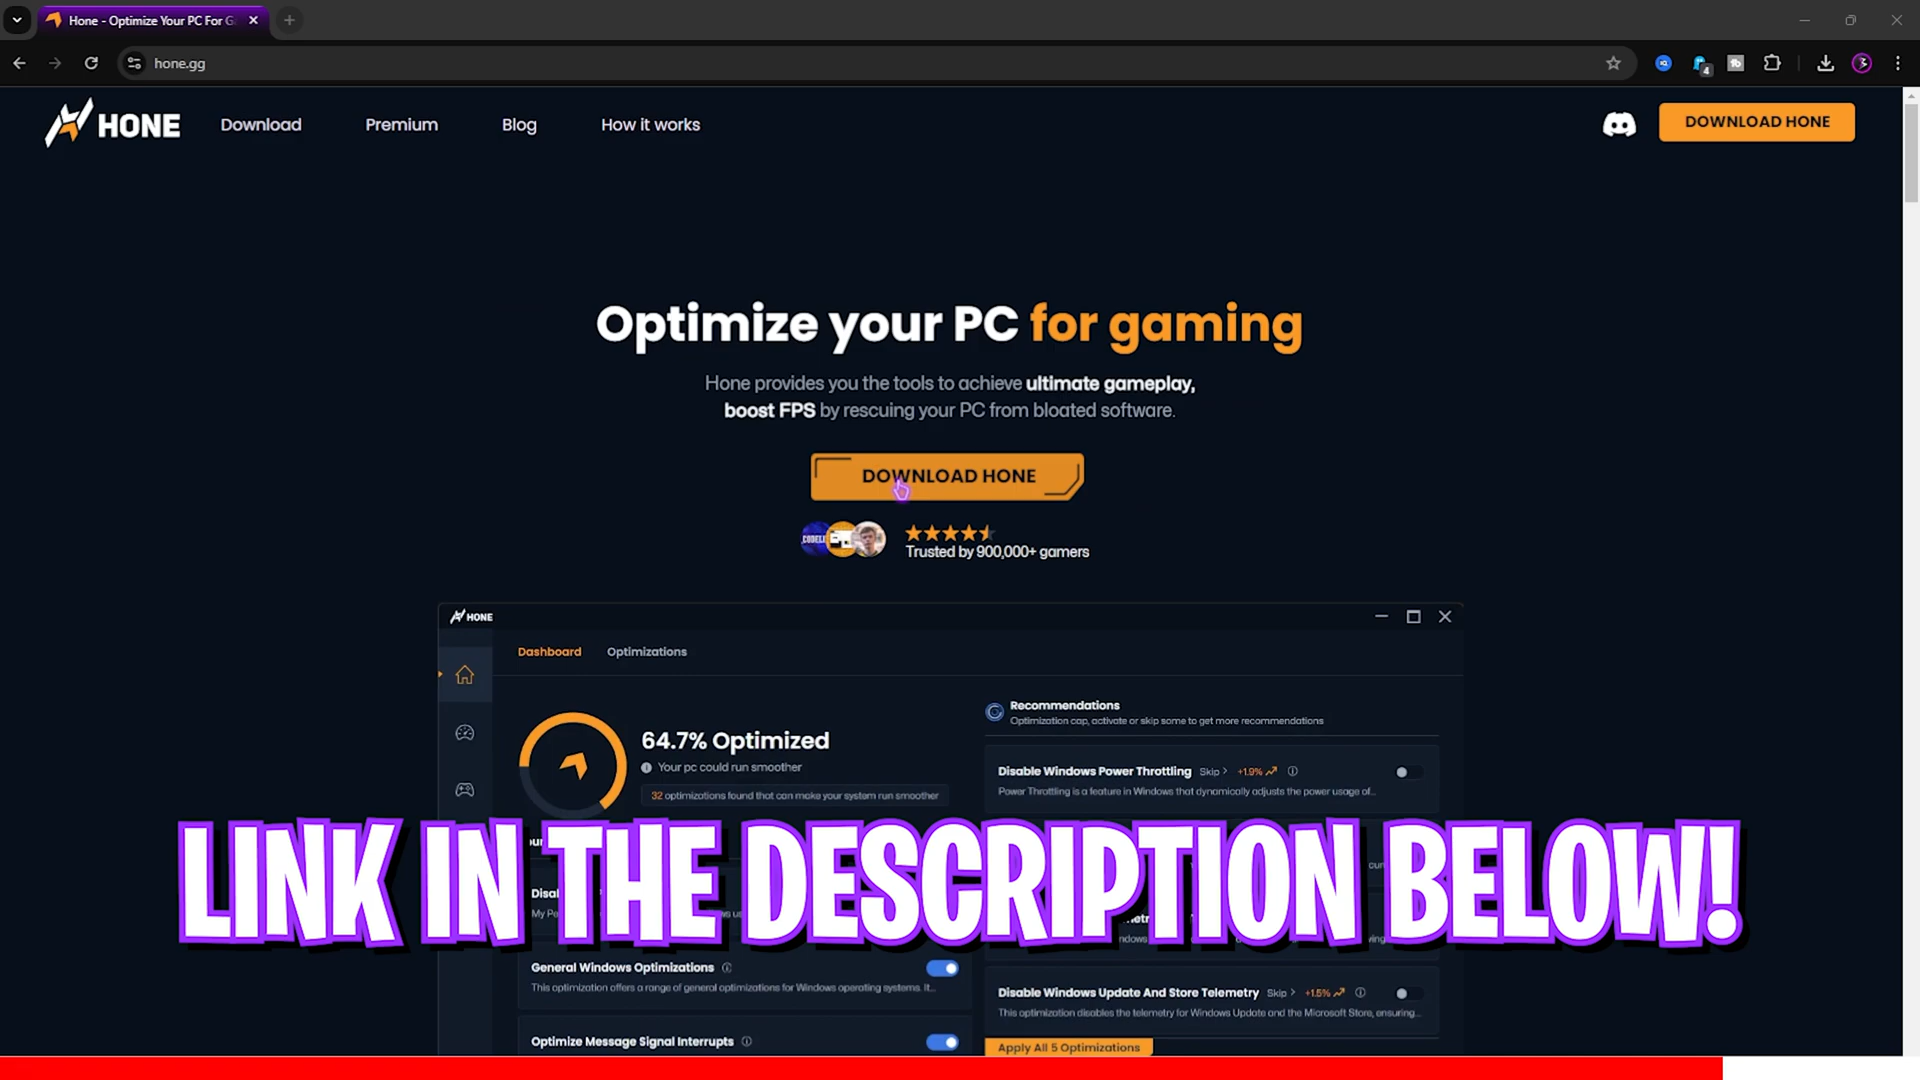 Hone - Optimize Your PC For G
hone.gg
4
HONE
Download
Premium
Blog
How it works
DOWNLOAD HONE
Optimize your PC for gaming
Hone provides you the tools to achieve ultimate gameplay,
boost FPS by rescuing your PC from bloated software.
DOWNLOAD HONE
Trusted by 900,000+ gamers
HONE
Dashboard
Optimizations
64.7% Optimized
Your pc could run smoother
32 optimizations found that can make your system run smoother
Recommendations
Optimization cap, activate or skip some to get more recommendations
Disable Windows Power Throttling Skip > +1.9%
Power Throttling is a feature in Windows that dynamically adjusts the power usage of...
LINK IN THE DESCRIPTION BELOW!
General Windows Optimizations
This optimization offers a range of general optimizations for Windows operating systems. It...
Optimize Message Signal Interrupts
Disable Windows Update And Store Telemetry Skip > +1.5%
This optimization disables the telemetry for Windows Update and the Microsoft Store, ensuring...
Apply All 5 Optimizations